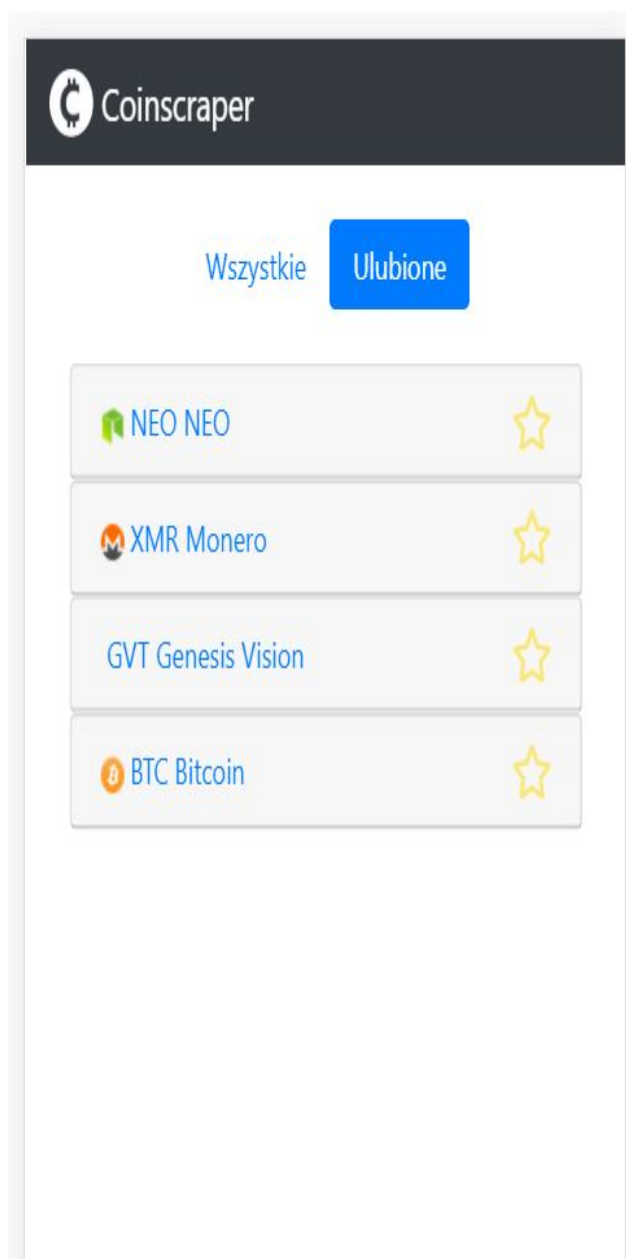 Coinscraper
Wszystkie Ulubione
NEO NEO
XMR Monero
GVT Genesis Vision
BTC Bitcoin